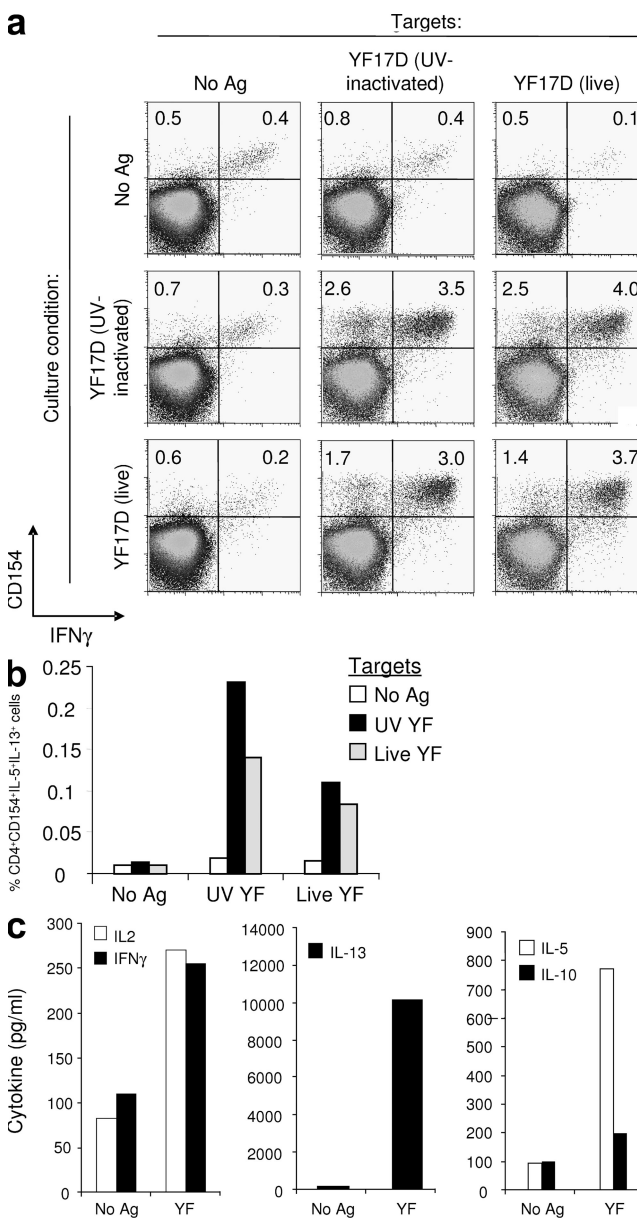 a
Targets:
No Ag
YF17D (UV-
inactivated)
YF17D (live)
Culture condition:
No Ag
0.5 0.4
0.8 0.4
0.5 0.1
YF17D (UV-
inactivated)
0.7 0.3
2.6 3.5
2.5 4.0
YF17D (live)
0.6 0.2
1.7 3.0
1.4 3.7
CD154
IFNγ
b
% CD4⁺CD154⁺IL-5⁺IL-13⁺ cells
0.25
0.2
0.15
0.1
0.05
0
Targets
No Ag
UV YF
Live YF
No Ag UV YF Live YF
c
Cytokine (pg/ml)
300
250
200
150
100
50
0
IL2
IFNγ
No Ag YF
14000
12000
10000
8000
6000
4000
2000
0
IL-13
No Ag YF
900
800
700
600
500
400
300
200
100
0
IL-5
IL-10
No Ag YF